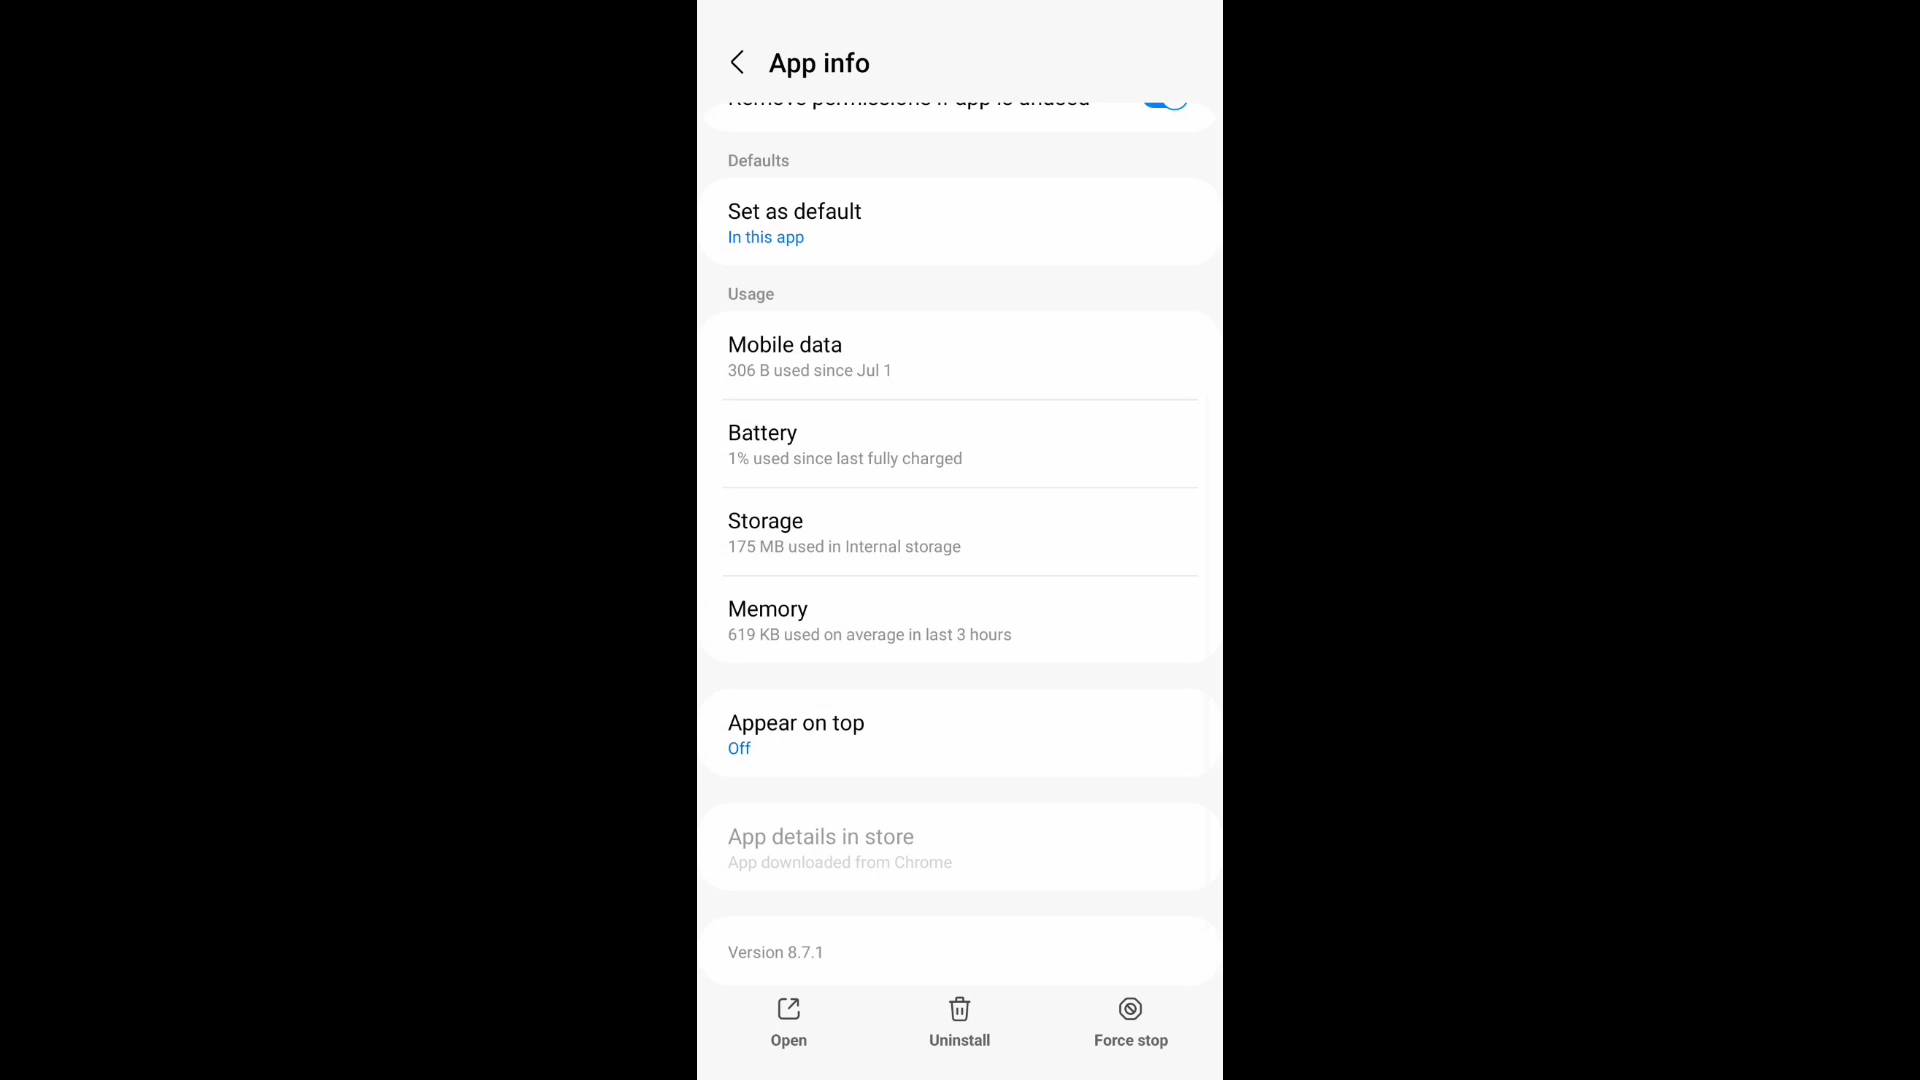 App info
Remove permissions if app is unused
Defaults
Set as default
In this app
Usage
Mobile data
306 B used since Jul 1
Battery
1% used since last fully charged
Storage
175 MB used in Internal storage
Memory
619 KB used on average in last 3 hours
Appear on top
Off
App details in store
App downloaded from Chrome
Version 8.7.1
Open
Uninstall
Force stop